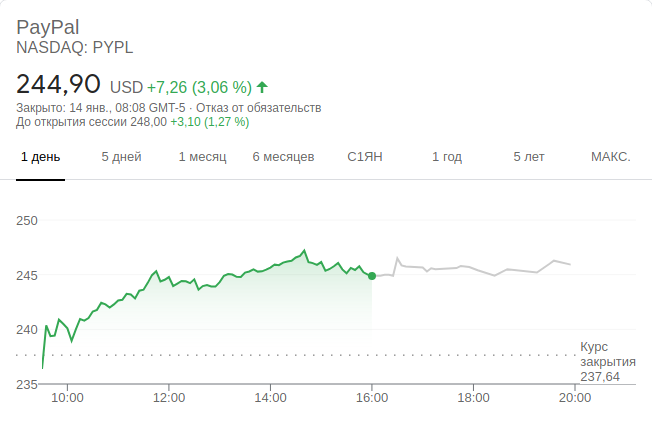 PayPal
NASDAQ: PYPL
244,90 USD +7,26 (3,06 %)
Закрыто: 14 янв., 08:08 GMT-5 · Отказ от обязательств
До открытия сессии 248,00 +3,10 (1,27 %)
1 день 5 дней 1 месяц 6 месяцев С1ЯН 1 год 5 лет МАКС.
250
245
240
Курс
закрытия
237,64
235
10:00 12:00 14:00 16:00 18:00 20:00